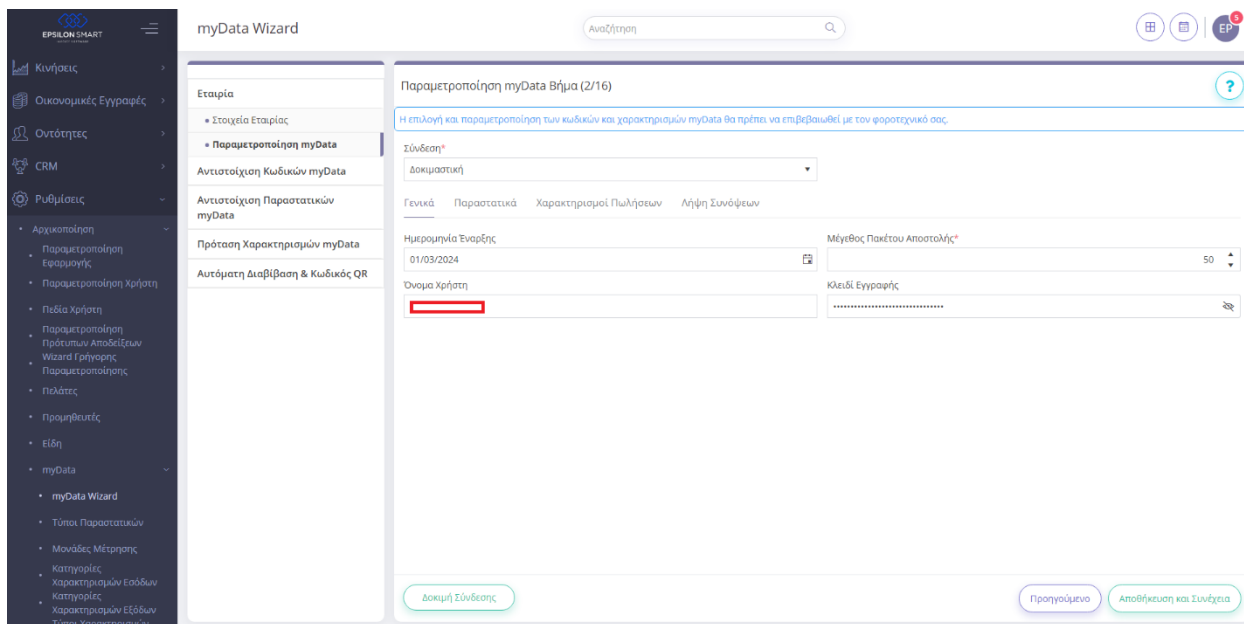 EPSILON SMART
Κινήσεις
Οικονομικές Εγγραφές
Οντότητες
CRM
Ρυθμίσεις
Αρχικοποίηση
Παραμετροποίηση
Εφαρμογής
Παραμετροποίηση Χρήστη
Πεδία Χρήστη
Παραμετροποίηση
Πρότυπων Αποδείξεων
Wizard Γρήγορης
Παραμετροποίησης
Πελάτες
Προμηθευτές
Είδη
myData
myData Wizard
Τύποι Παραστατικών
Μονάδες Μέτρησης
Κατηγορίες
Χαρακτηρισμών Εσόδων
Κατηγορίες
Χαρακτηρισμών Εξόδων
Τύποι Χαρακτηρισμών
myData Wizard
Αναζήτηση
EP
5
Εταιρία
Στοιχεία Εταιρίας
Παραμετροποίηση myData
Αντιστοίχιση Κωδικών myData
Αντιστοίχιση Παραστατικών
myData
Πρόταση Χαρακτηρισμών myData
Αυτόματη Διαβίβαση & Κωδικός QR
Παραμετροποίηση myData Βήμα (2/16)
?
Η επιλογή και παραμετροποίηση των κωδικών και χαρακτηρισμών myData θα πρέπει να επιβεβαιωθεί με τον φοροτεχνικό σας.
Σύνδεση*
Δοκιμαστική
Γενικά Παραστατικά Χαρακτηρισμοί Πωλήσεων Λήψη Συνόψεων
Ημερομηνία Έναρξης Μέγεθος Πακέτου Αποστολής*
01/03/2024 50
Όνομα Χρήστη Κλειδί Εγγραφής
Δοκιμή Σύνδεσης Προηγούμενο Αποθήκευση και Συνέχεια